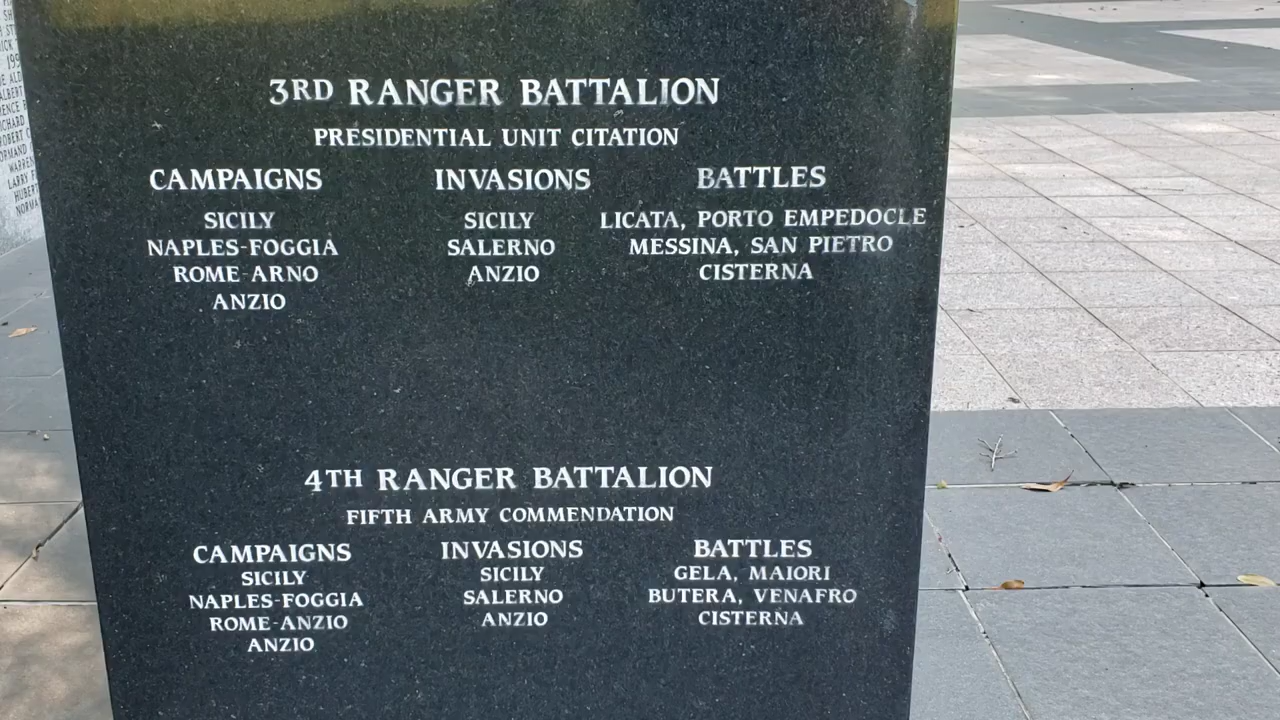 3RD RANGER BATTALION
PRESIDENTIAL UNIT CITATION
CAMPAIGNS INVASIONS BATTLES
SICILY SICILY LICATA, PORTO EMPEDOCLE
NAPLES-FOGGIA SALERNO MESSINA, SAN PIETRO
ROME-ARNO ANZIO CISTERNA
ANZIO
4TH RANGER BATTALION
FIFTH ARMY COMMENDATION
CAMPAIGNS INVASIONS BATTLES
SICILY SICILY GELA, MAIORI
NAPLES-FOGGIA SALERNO BUTERA, VENAFRO
ROME-ANZIO ANZIO CISTERNA
ANZIO